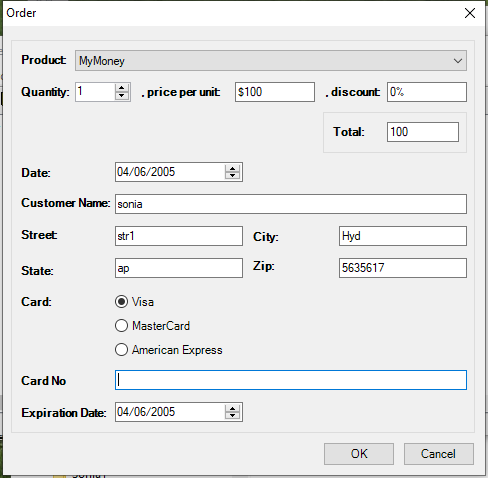 Order
Product: MyMoney
Quantity: 1 , price per unit: $100 , discount: 0%
Total: 100
Date: 04/06/2005
Customer Name: sonia
Street: str1 City: Hyd
State: ap Zip: 5635617
Card: Visa
MasterCard
American Express
Card No
Expiration Date: 04/06/2005
OK Cancel